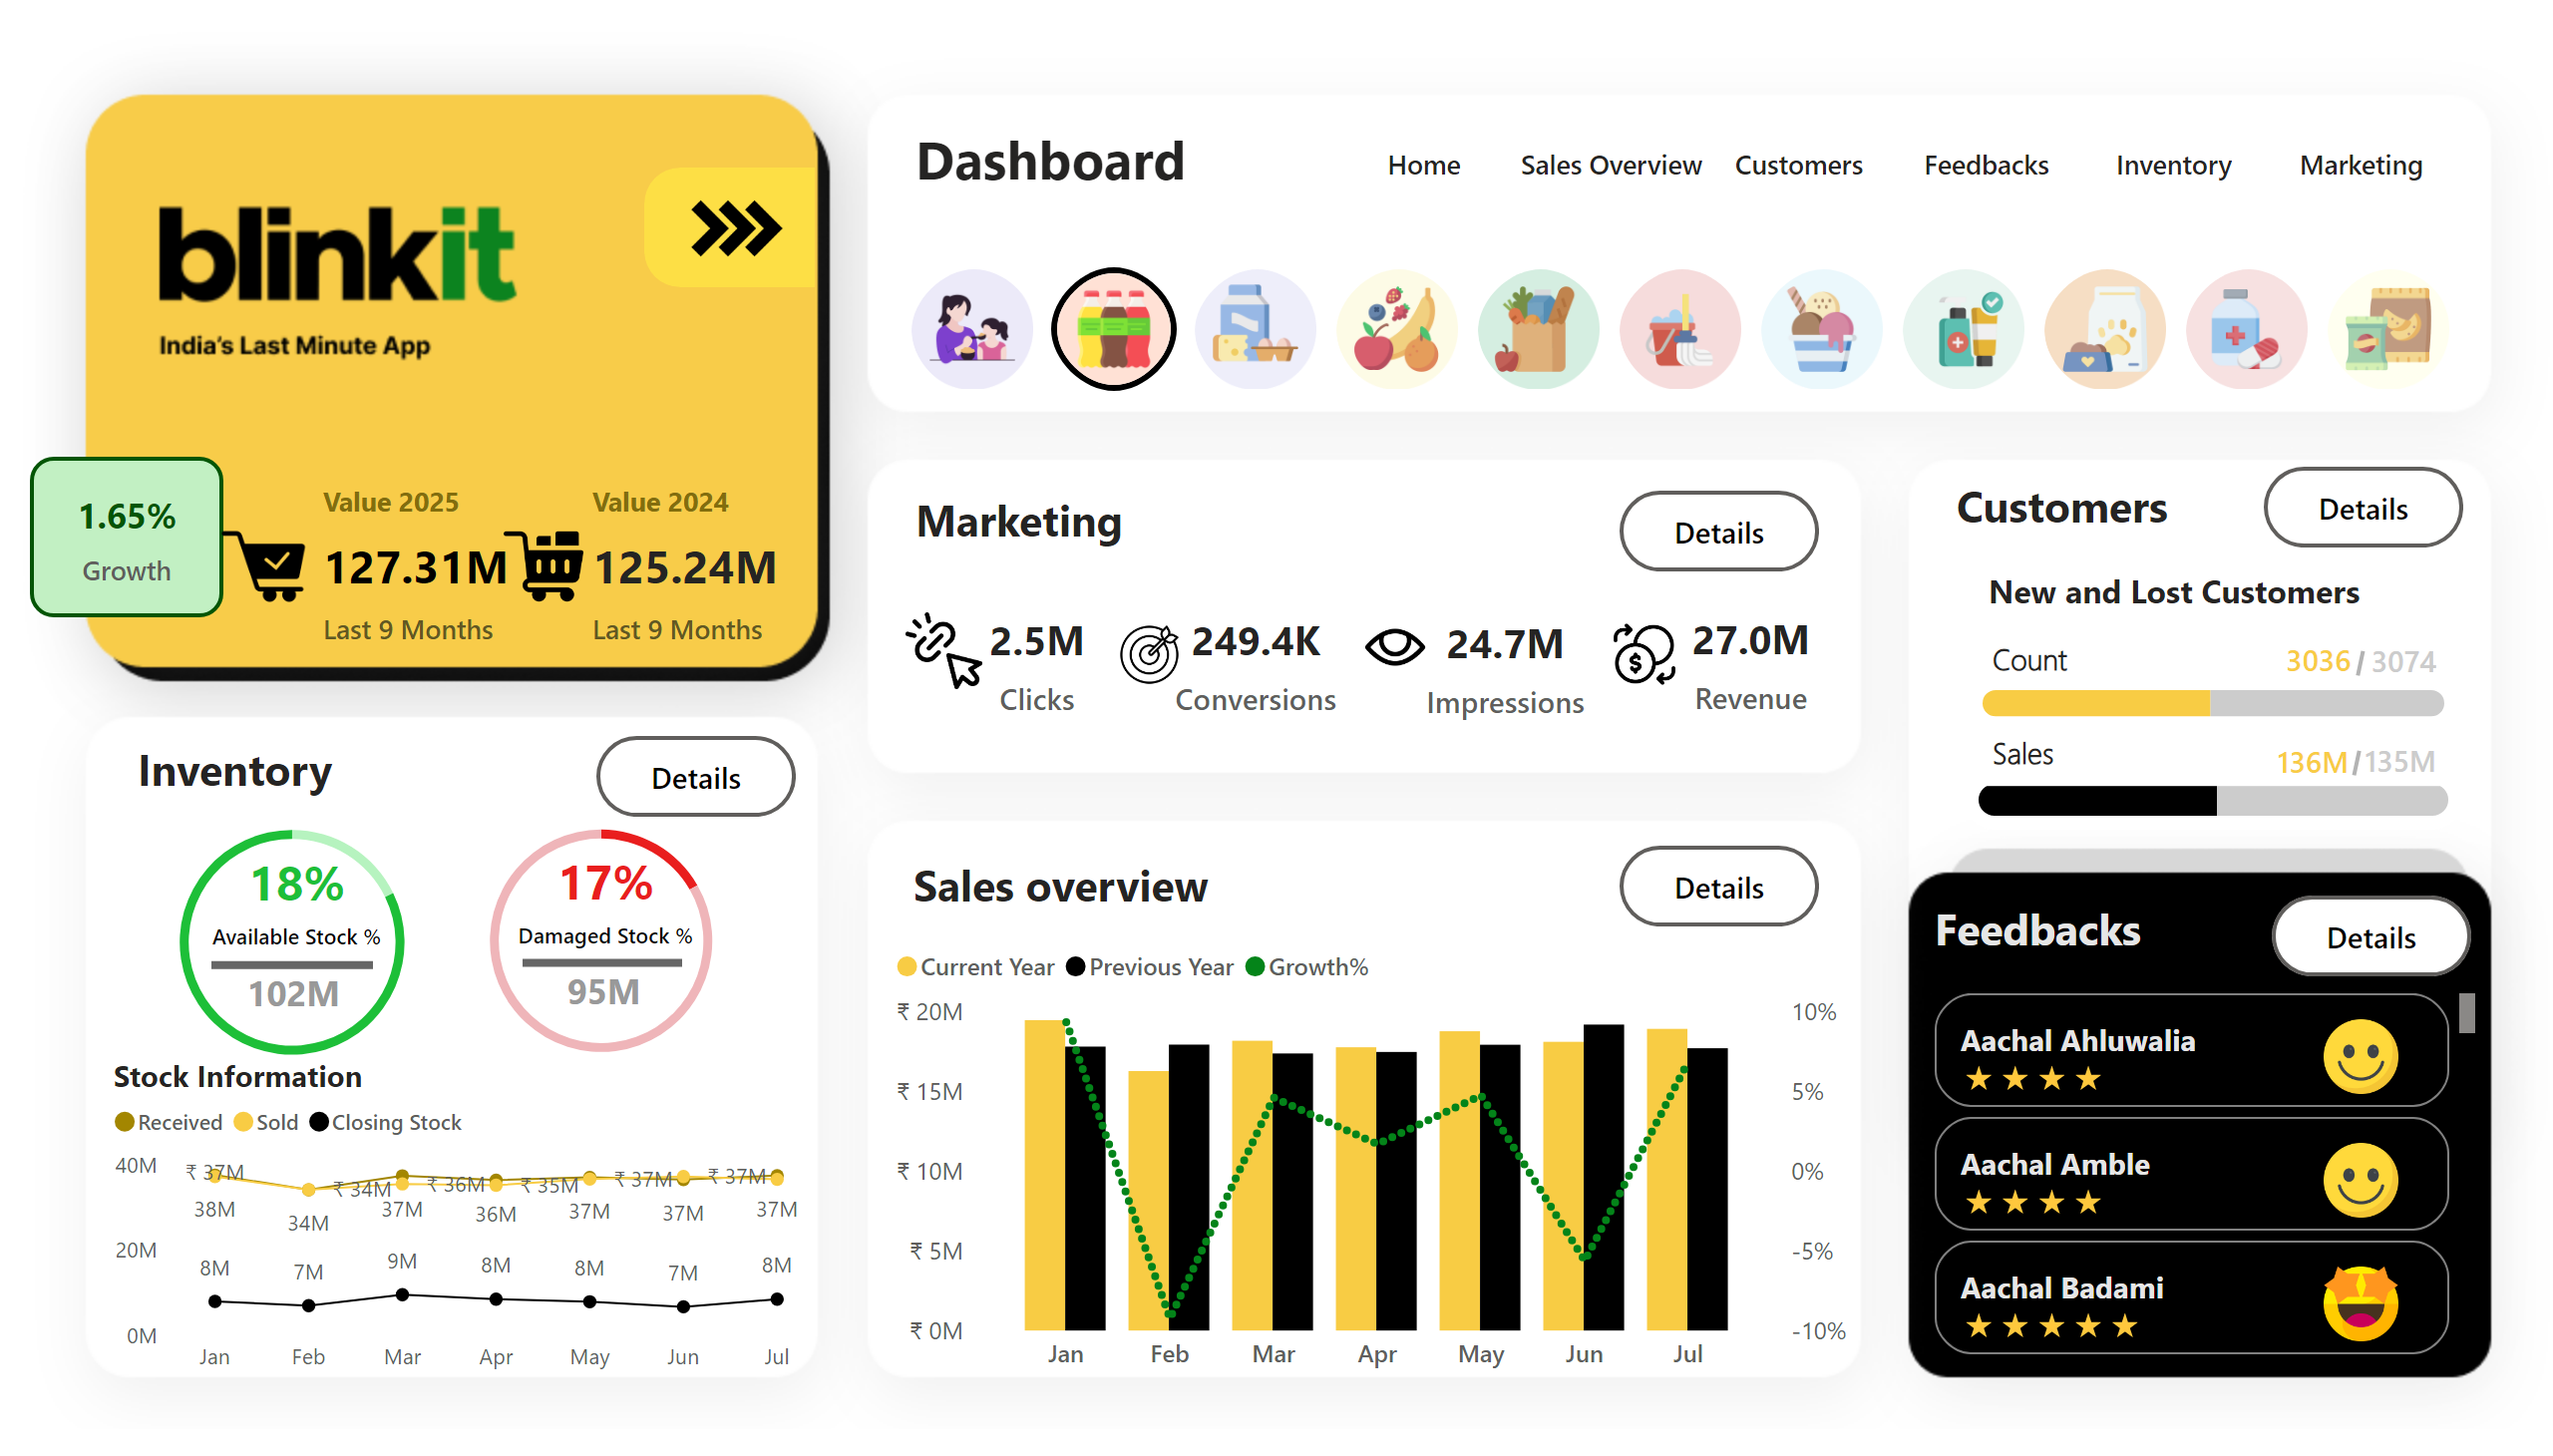 blinkit
India's Last Minute App
1.65%
Growth
Value 2025
127.31M
Last 9 Months
Value 2024
125.24M
Last 9 Months
Dashboard
Home Sales Overview Customers Feedbacks Inventory Marketing
Marketing
Details
2.5M
Clicks
249.4K
Conversions
24.7M
Impressions
27.0M
Revenue
Customers
Details
New and Lost Customers
Count 3036 / 3074
Sales 136M / 135M
Inventory
Details
18%
Available Stock %
102M
17%
Damaged Stock %
95M
Stock Information
Received Sold Closing Stock
40M
20M
0M
₹ 37M ₹ 34M ₹ 36M ₹ 35M ₹ 37M ₹ 37M
38M 34M 37M 36M 37M 37M 37M
8M 7M 9M 8M 8M 7M 8M
Jan Feb Mar Apr May Jun Jul
Sales overview
Details
Current Year Previous Year Growth%
₹ 20M
₹ 15M
₹ 10M
₹ 5M
₹ 0M
10%
5%
0%
-5%
-10%
Jan Feb Mar Apr May Jun Jul
Feedbacks
Details
Aachal Ahluwalia
★ ★ ★ ★
Aachal Amble
★ ★ ★ ★
Aachal Badami
★ ★ ★ ★ ★